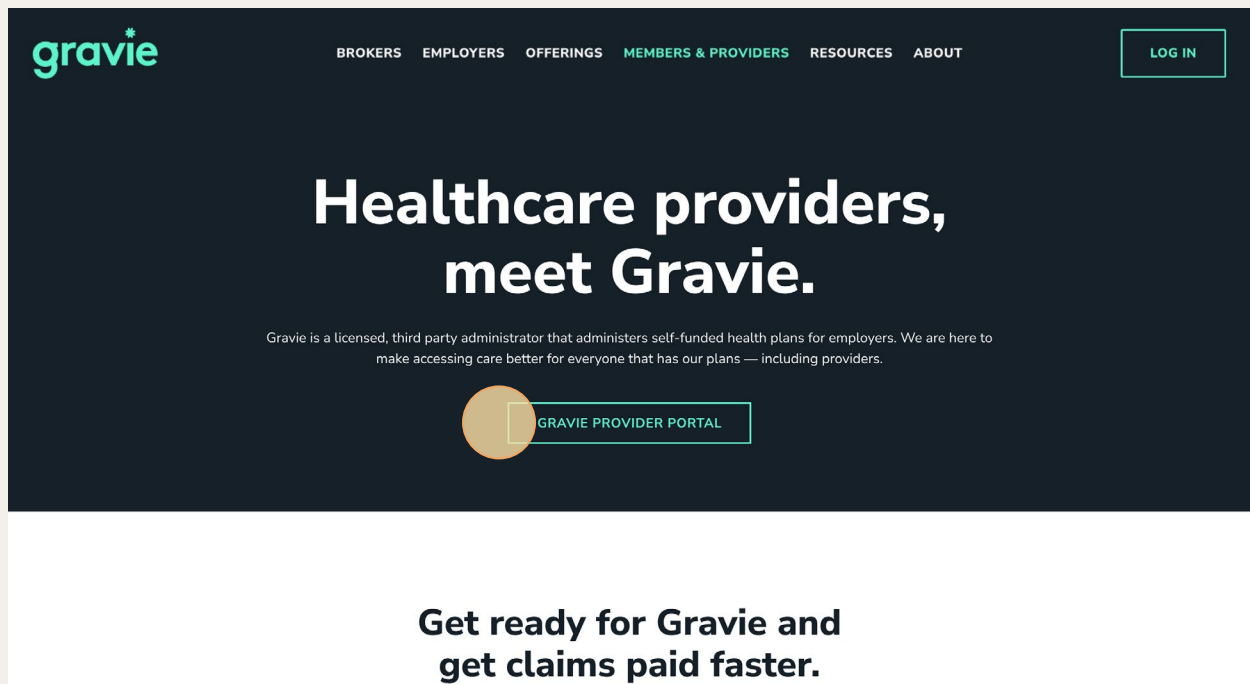 gravie
BROKERS EMPLOYERS OFFERINGS MEMBERS & PROVIDERS RESOURCES ABOUT
LOG IN
Healthcare providers,
meet Gravie.
Gravie is a licensed, third party administrator that administers self-funded health plans for employers. We are here to
make accessing care better for everyone that has our plans — including providers.
GRAVIE PROVIDER PORTAL
Get ready for Gravie and
get claims paid faster.